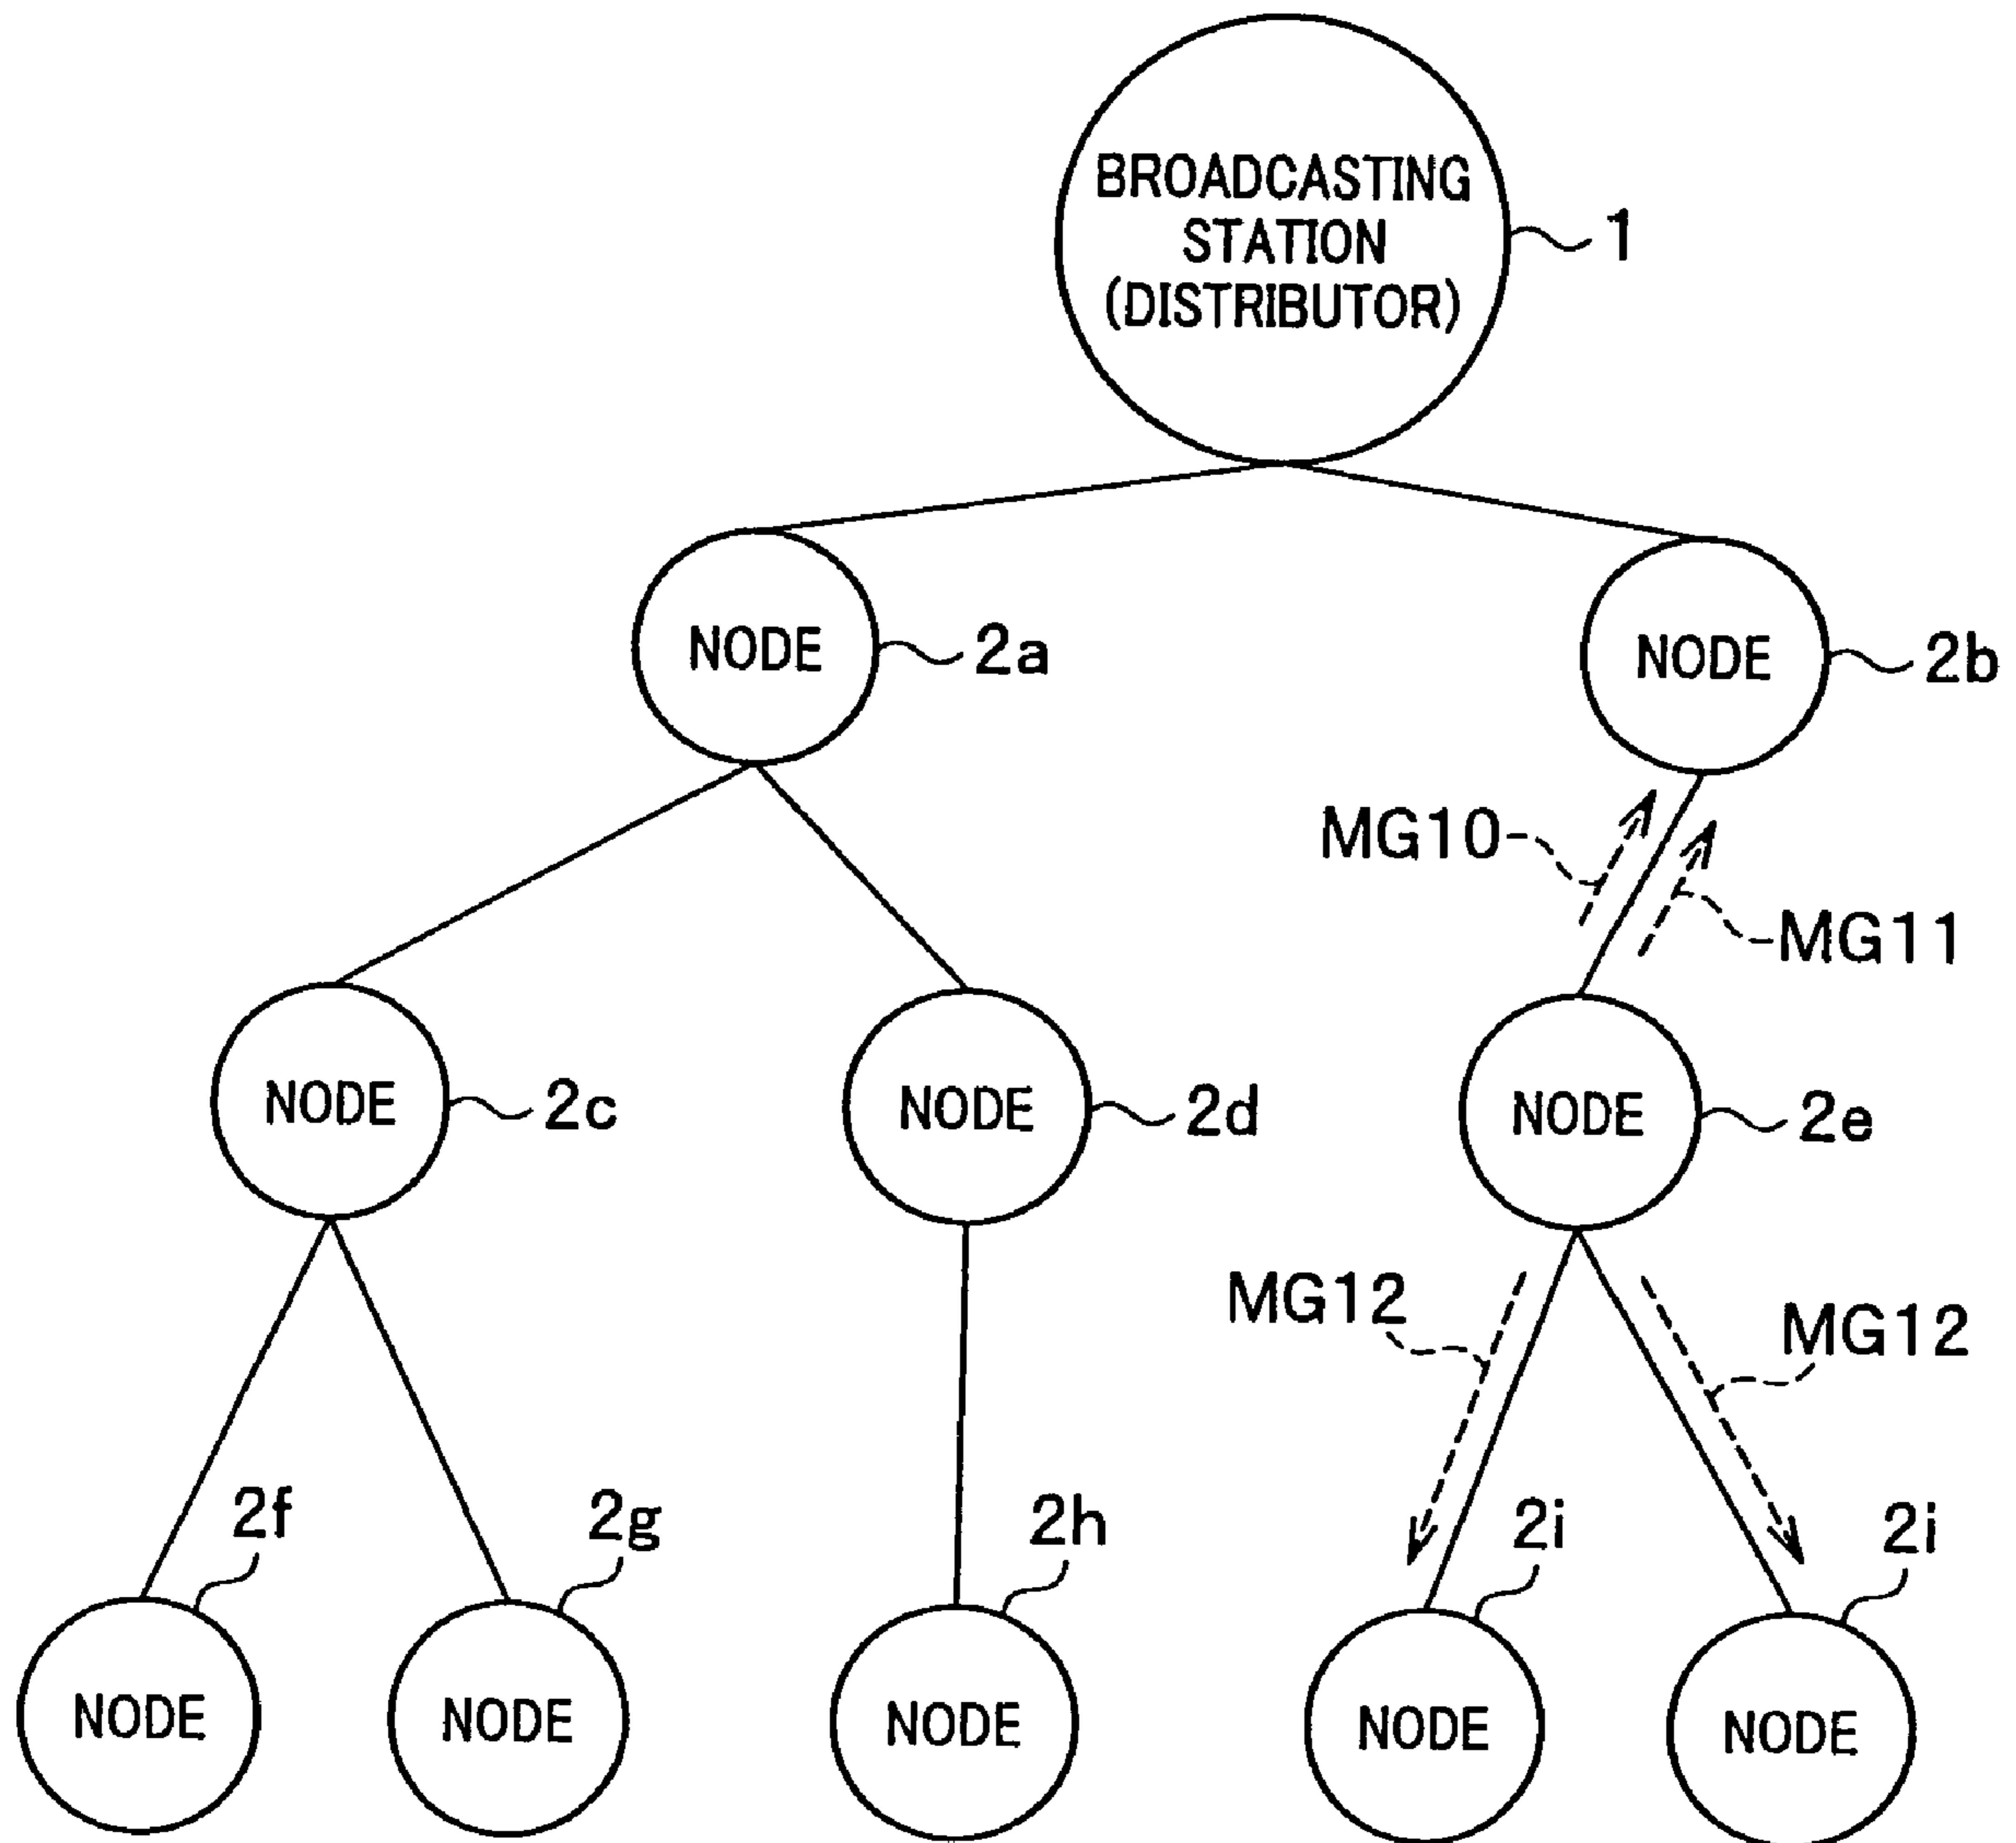 BROADCASTING
STATION
(DISTRIBUTOR)
1
NODE
2a
NODE
2b
MG10
MG11
NODE
2c
NODE
2d
NODE
2e
MG12
MG12
2f
2g
2h
2i
2i
NODE
NODE
NODE
NODE
NODE